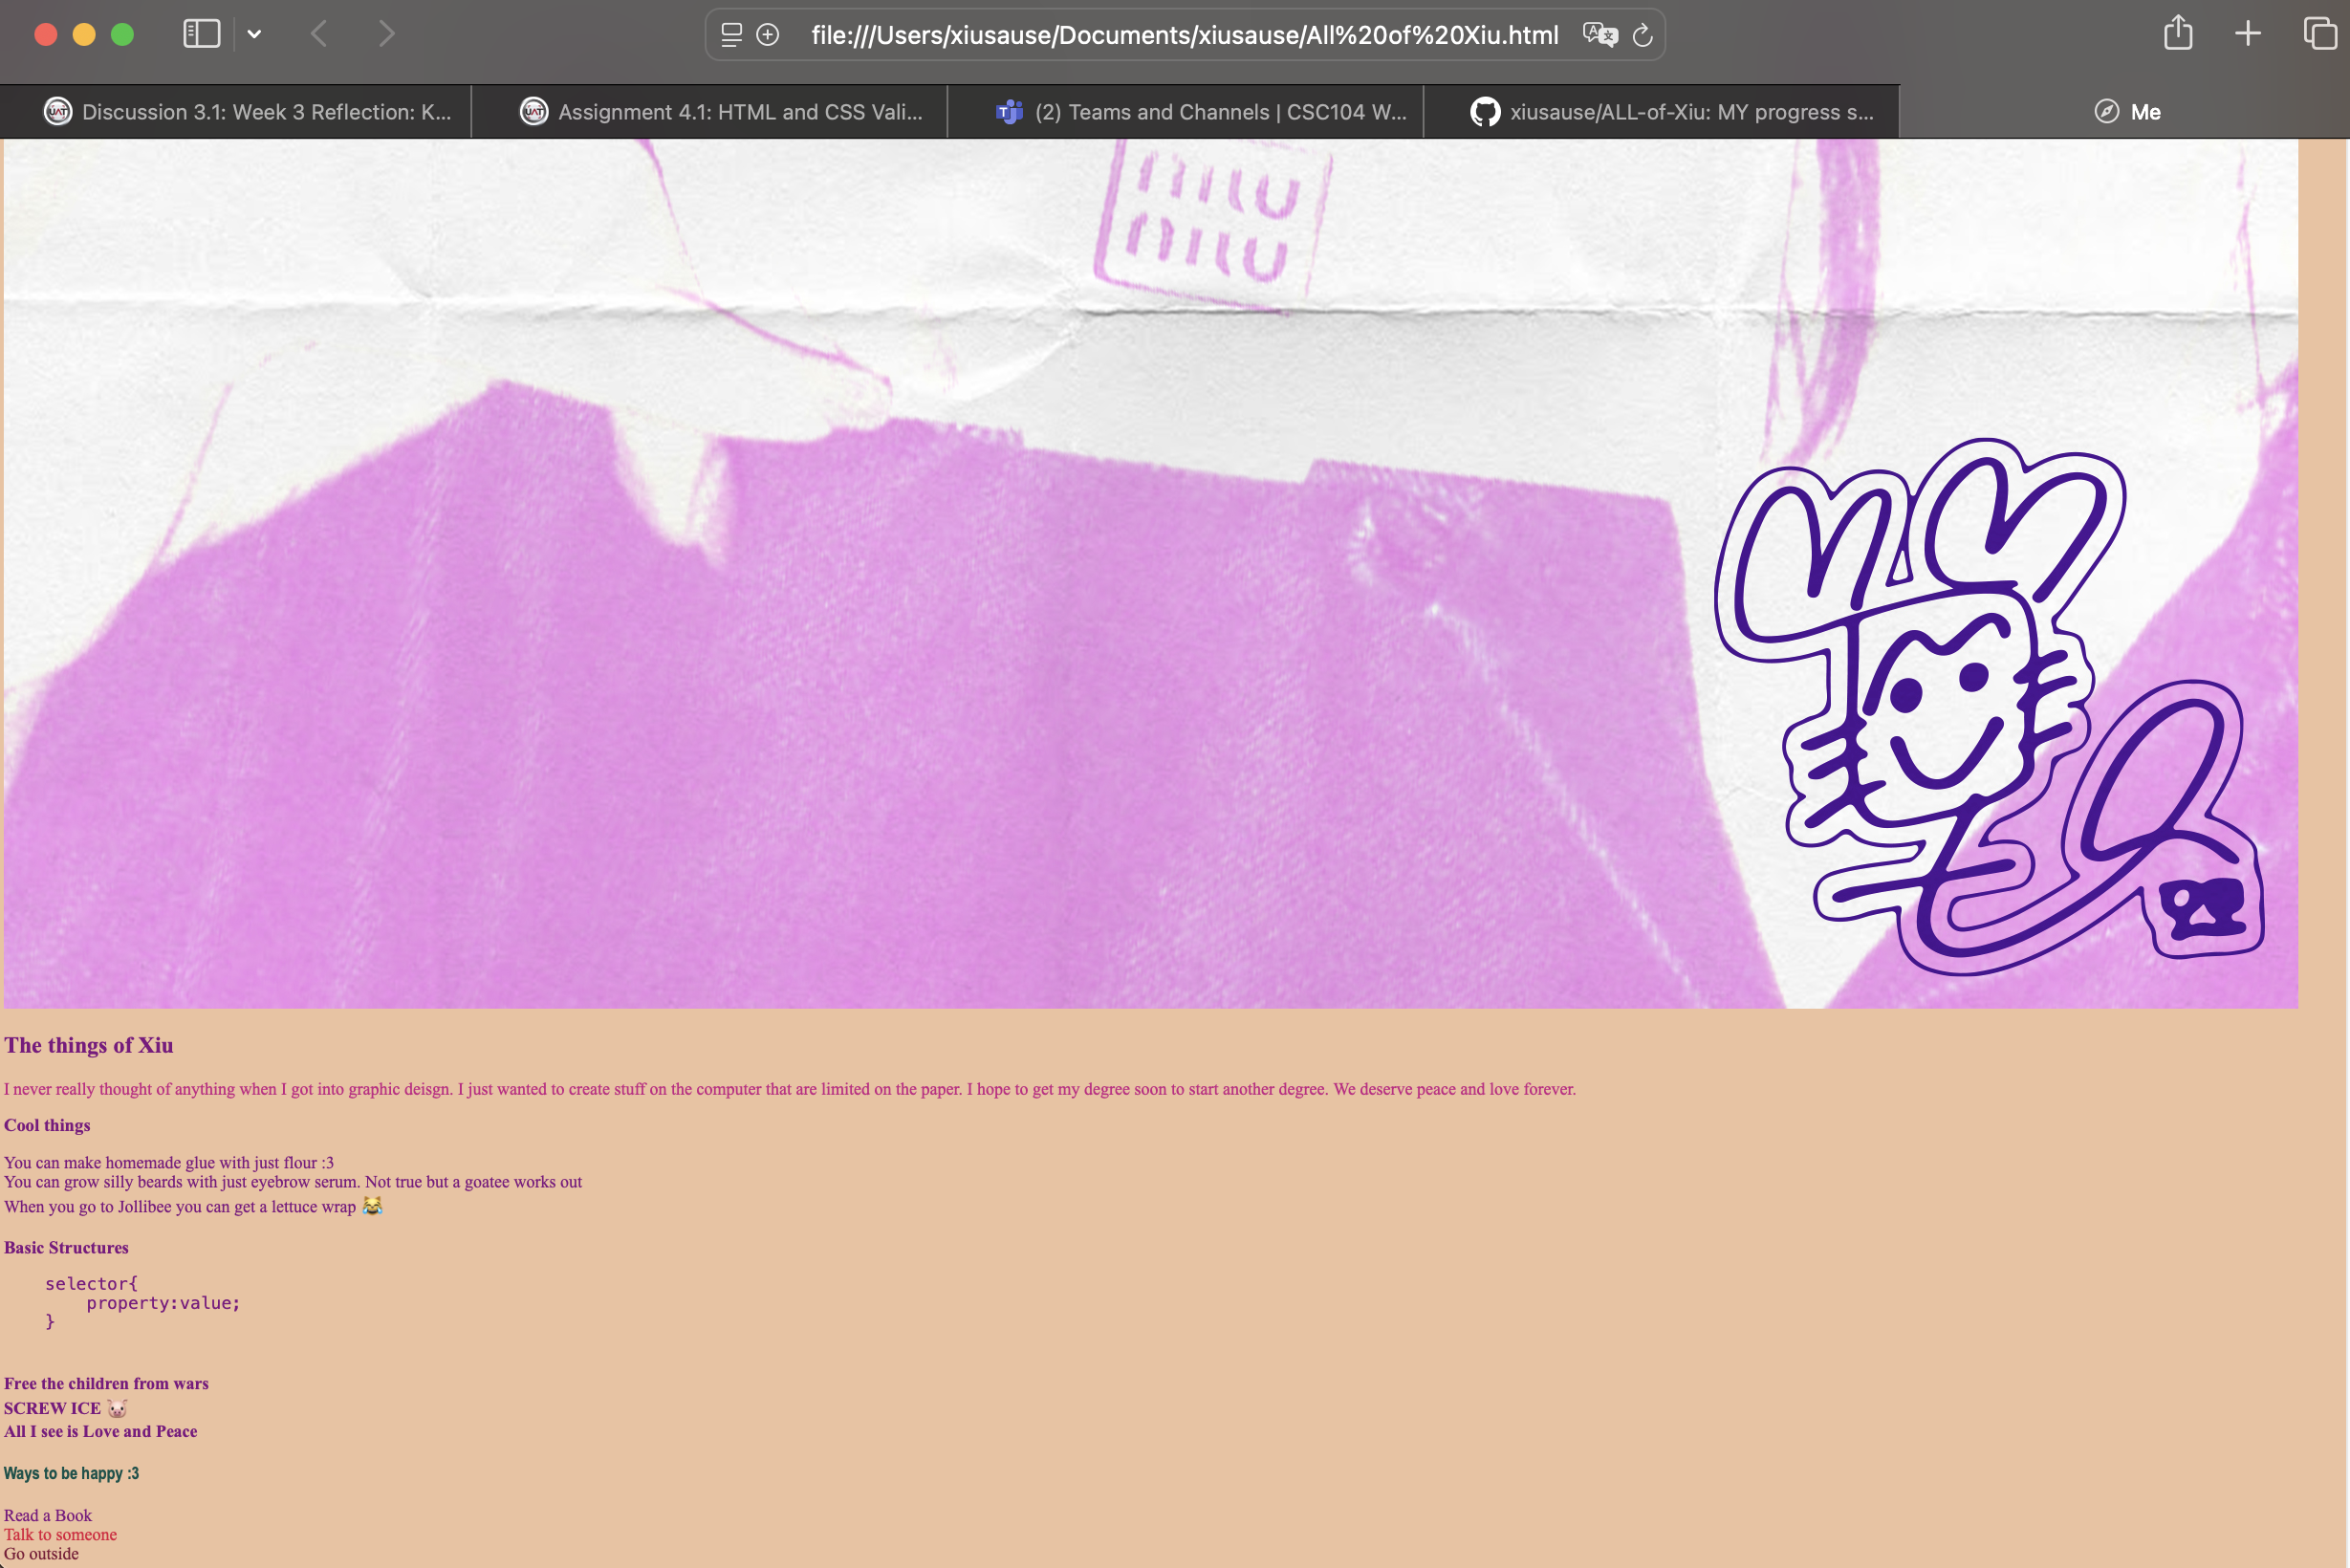 file:///Users/xiusause/Documents/xiusause/All%20of%20Xiu.html
Discussion 3.1: Week 3 Reflection: K...
Assignment 4.1: HTML and CSS Vali...
(2) Teams and Channels | CSC104 W...
xiusause/ALL-of-Xiu: MY progress s...
Me
miu
miu
The things of Xiu
I never really thought of anything when I got into graphic deisgn. I just wanted to create stuff on the computer that are limited on the paper. I hope to get my degree soon to start another degree. We deserve peace and love forever.
Cool things
You can make homemade glue with just flour :3
You can grow silly beards with just eyebrow serum. Not true but a goatee works out
When you go to Jollibee you can get a lettuce wrap 😹
Basic Structures
selector{
property:value;
}
Free the children from wars
SCREW ICE 🐷
All I see is Love and Peace
Ways to be happy :3
Read a Book
Talk to someone
Go outside